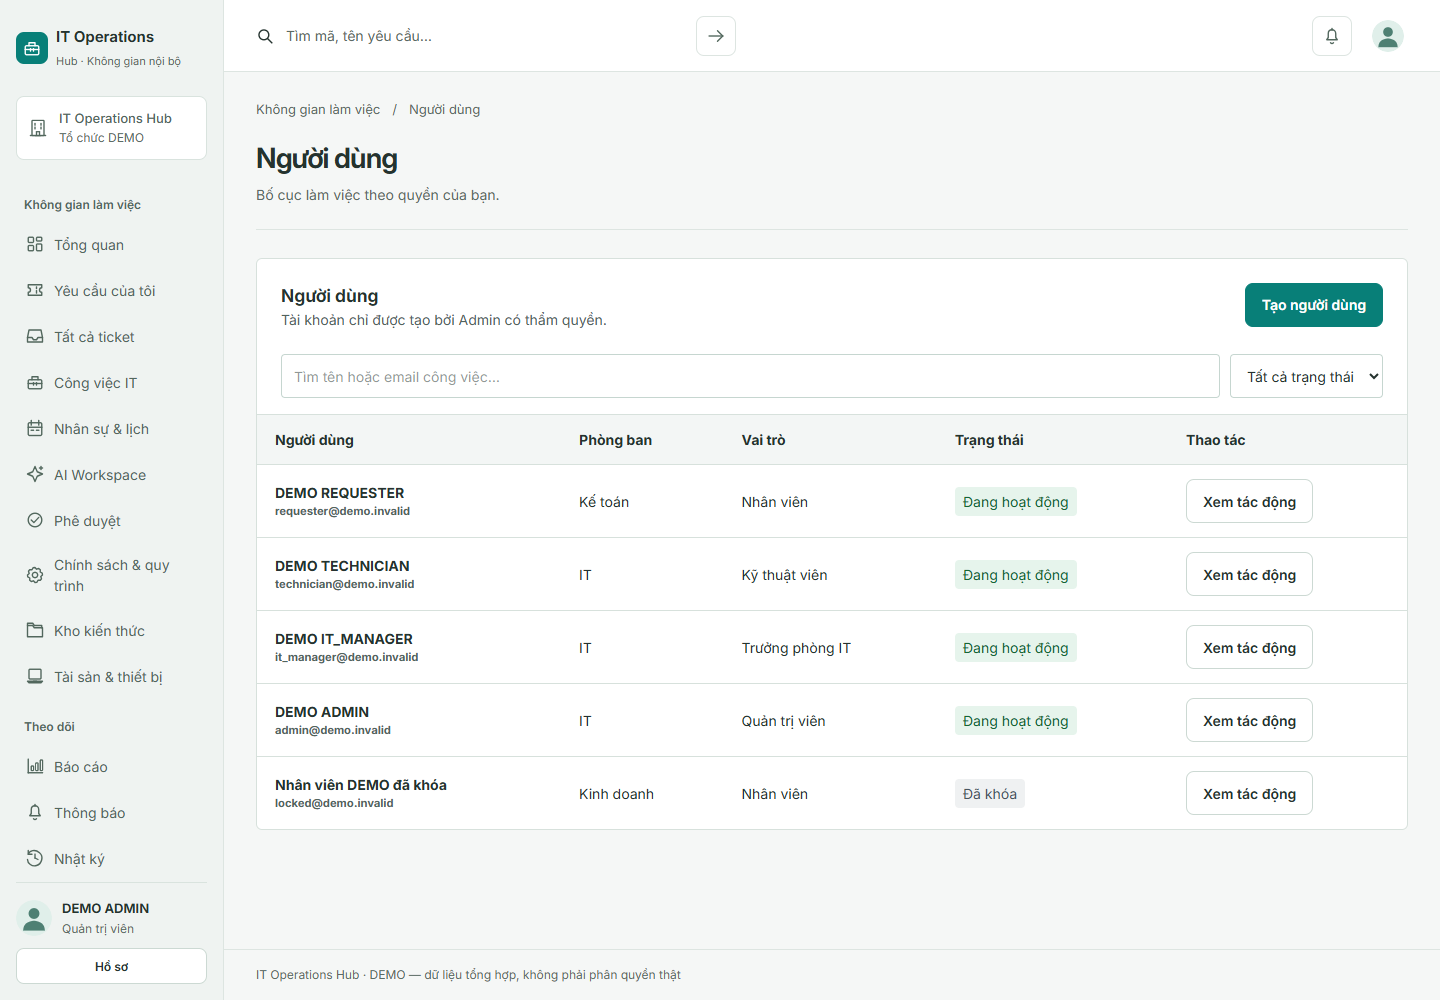 IT Operations
Hub · Không gian nội bộ
IT Operations Hub
Tổ chức DEMO
Không gian làm việc
Tổng quan
Yêu cầu của tôi
Tất cả ticket
Công việc IT
Nhân sự & lịch
AI Workspace
Phê duyệt
Chính sách & quy
trình
Kho kiến thức
Tài sản & thiết bị
Theo dõi
Báo cáo
Thông báo
Nhật ký
DEMO ADMIN
Quản trị viên
Hồ sơ
Tìm mã, tên yêu cầu...
Không gian làm việc / Người dùng
Người dùng
Bố cục làm việc theo quyền của bạn.
Người dùng
Tài khoản chỉ được tạo bởi Admin có thẩm quyền.
Tạo người dùng
Tìm tên hoặc email công việc...
Tất cả trạng thái
Người dùng Phòng ban Vai trò Trạng thái Thao tác
DEMO REQUESTER
requester@demo.invalid
Kế toán Nhân viên Đang hoạt động Xem tác động
DEMO TECHNICIAN
technician@demo.invalid
IT Kỹ thuật viên Đang hoạt động Xem tác động
DEMO IT_MANAGER
it_manager@demo.invalid
IT Trưởng phòng IT Đang hoạt động Xem tác động
DEMO ADMIN
admin@demo.invalid
IT Quản trị viên Đang hoạt động Xem tác động
Nhân viên DEMO đã khóa
locked@demo.invalid
Kinh doanh Nhân viên Đã khóa Xem tác động
IT Operations Hub · DEMO — dữ liệu tổng hợp, không phải phân quyền thật